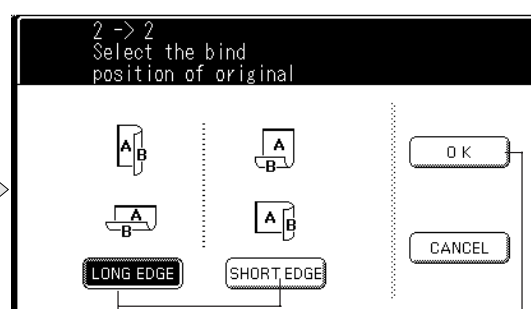 2 -> 2
Select the bind
position of original
A B
A B
OK
A B
A B
CANCEL
LONG EDGE
SHORT EDGE